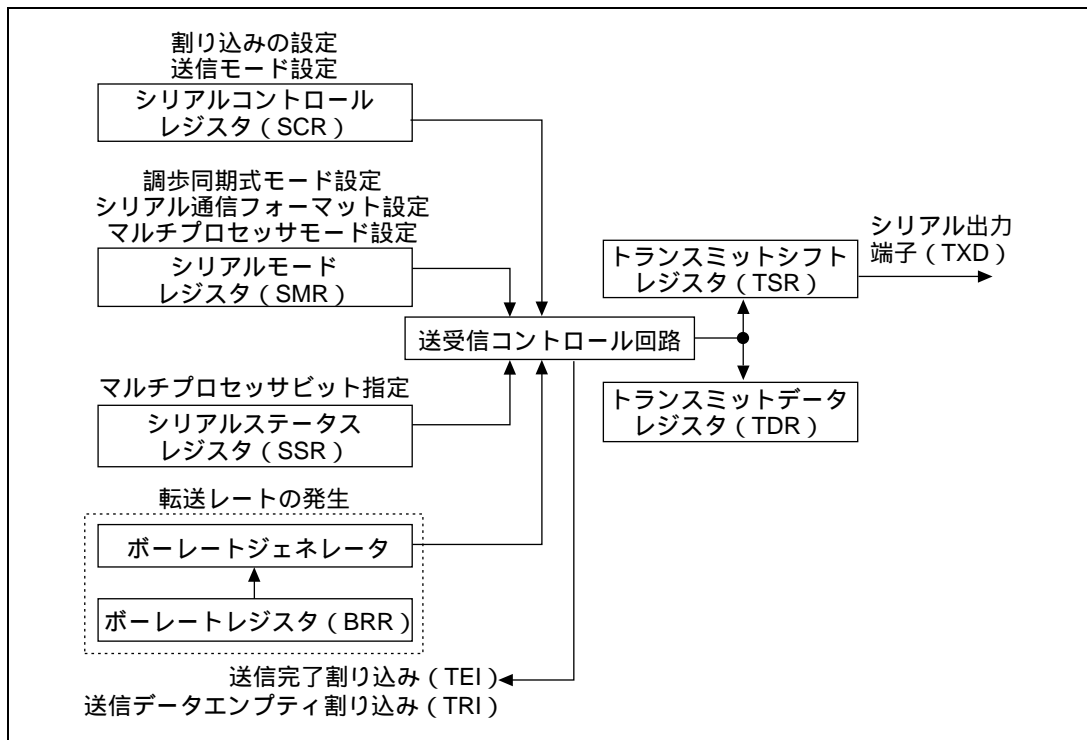 割り込みの設定
送信モード設定
シリアルコントロール
レジスタ（SCR）
調歩同期式モード設定
シリアル通信フォーマット設定
マルチプロセッサモード設定
シリアルモード
レジスタ（SMR）
マルチプロセッサビット指定
シリアルステータス
レジスタ（SSR）
転送レートの発生
ボーレートジェネレータ
ボーレートレジスタ（BRR）
送受信コントロール回路
トランスミットシフト
レジスタ（TSR）
シリアル出力
端子（TXD）
トランスミットデータ
レジスタ（TDR）
送信完了割り込み（TEI）
送信データエンプティ割り込み（TRI）